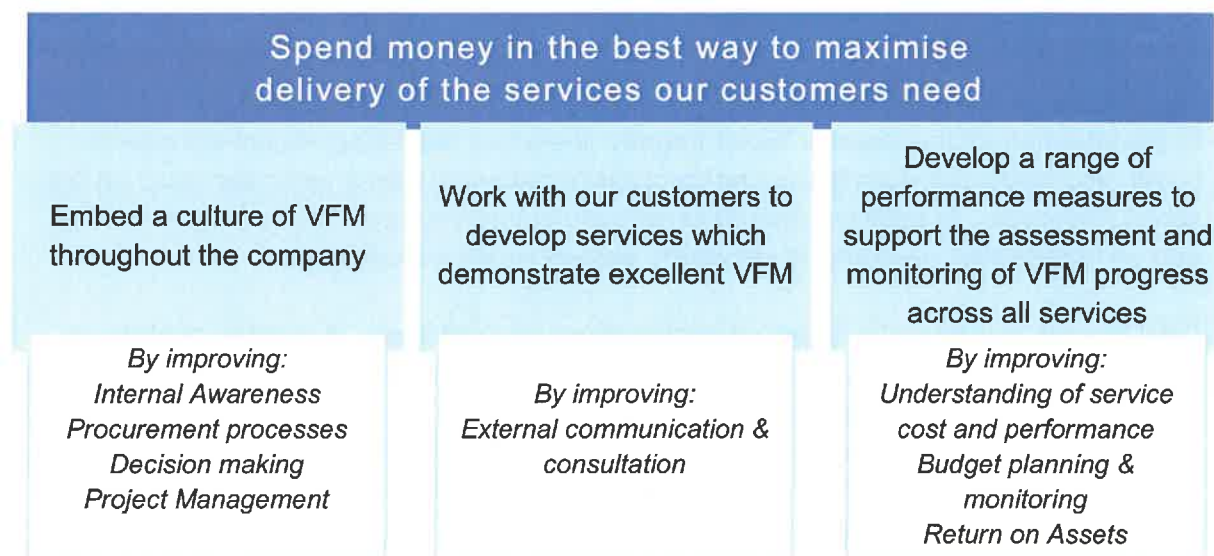 Spend money in the best way to maximise
delivery of the services our customers need
Embed a culture of VFM
throughout the company
By improving:
Internal Awareness
Procurement processes
Decision making
Project Management
Work with our customers to
develop services which
demonstrate excellent VFM
By improving:
External communication &
consultation
Develop a range of
performance measures to
support the assessment and
monitoring of VFM progress
across all services
By improving:
Understanding of service
cost and performance
Budget planning &
monitoring
Return on Assets